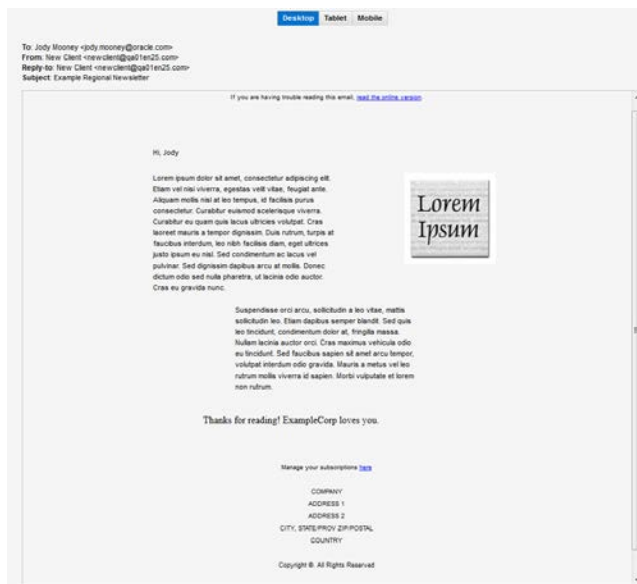 Desktop Tablet Mobile
To: Jody Mooney <jody.mooney@oracle.com>
From: New Client <newclient@qa01en25.com>
Reply-to: New Client <newclient@qa01en25.com>
Subject: Example Regional Newsletter
If you are having trouble reading this email, read the online version.
Hi, Jody
Lorem ipsum dolor sit amet, consectetur adipiscing elit.
Etiam vel nisi viverra, egestas velit vitae, feugiat ante.
Aliquam mollis nisl at leo tempus, id facilisis purus
consectetur. Curabitur euismod scelerisque viverra.
Curabitur eu quam quis lacus ultricies volutpat. Cras
laoreet mauris a tempor dignissim. Duis rutrum, turpis at
faucibus interdum, leo nibh facilisis diam, eget ultrices
justo ipsum eu nisl. Sed condimentum ac lacus vel
pulvinar. Sed dignissim dapibus arcu at mollis. Donec
dictum odio sed nulla pharetra, ut lacinia odio auctor.
Cras eu gravida nunc.
Lorem
Ipsum
Suspendisse orci arcu, sollicitudin a leo vitae, mattis
sollicitudin leo. Etiam dapibus semper blandit. Sed quis
leo tincidunt, condimentum dolor at, fringilla massa.
Nullam lacinia auctor orci. Cras maximus vehicula odio
eu tincidunt. Sed faucibus sapien sit amet arcu tempor,
volutpat interdum odio gravida. Mauris a metus vel leo
rutrum mollis viverra id sapien. Morbi vulputate et lorem
non rutrum.
Thanks for reading! ExampleCorp loves you.
Manage your subscriptions here
COMPANY
ADDRESS 1
ADDRESS 2
CITY, STATE/PROV ZIP/POSTAL
COUNTRY
Copyright ©. All Rights Reserved